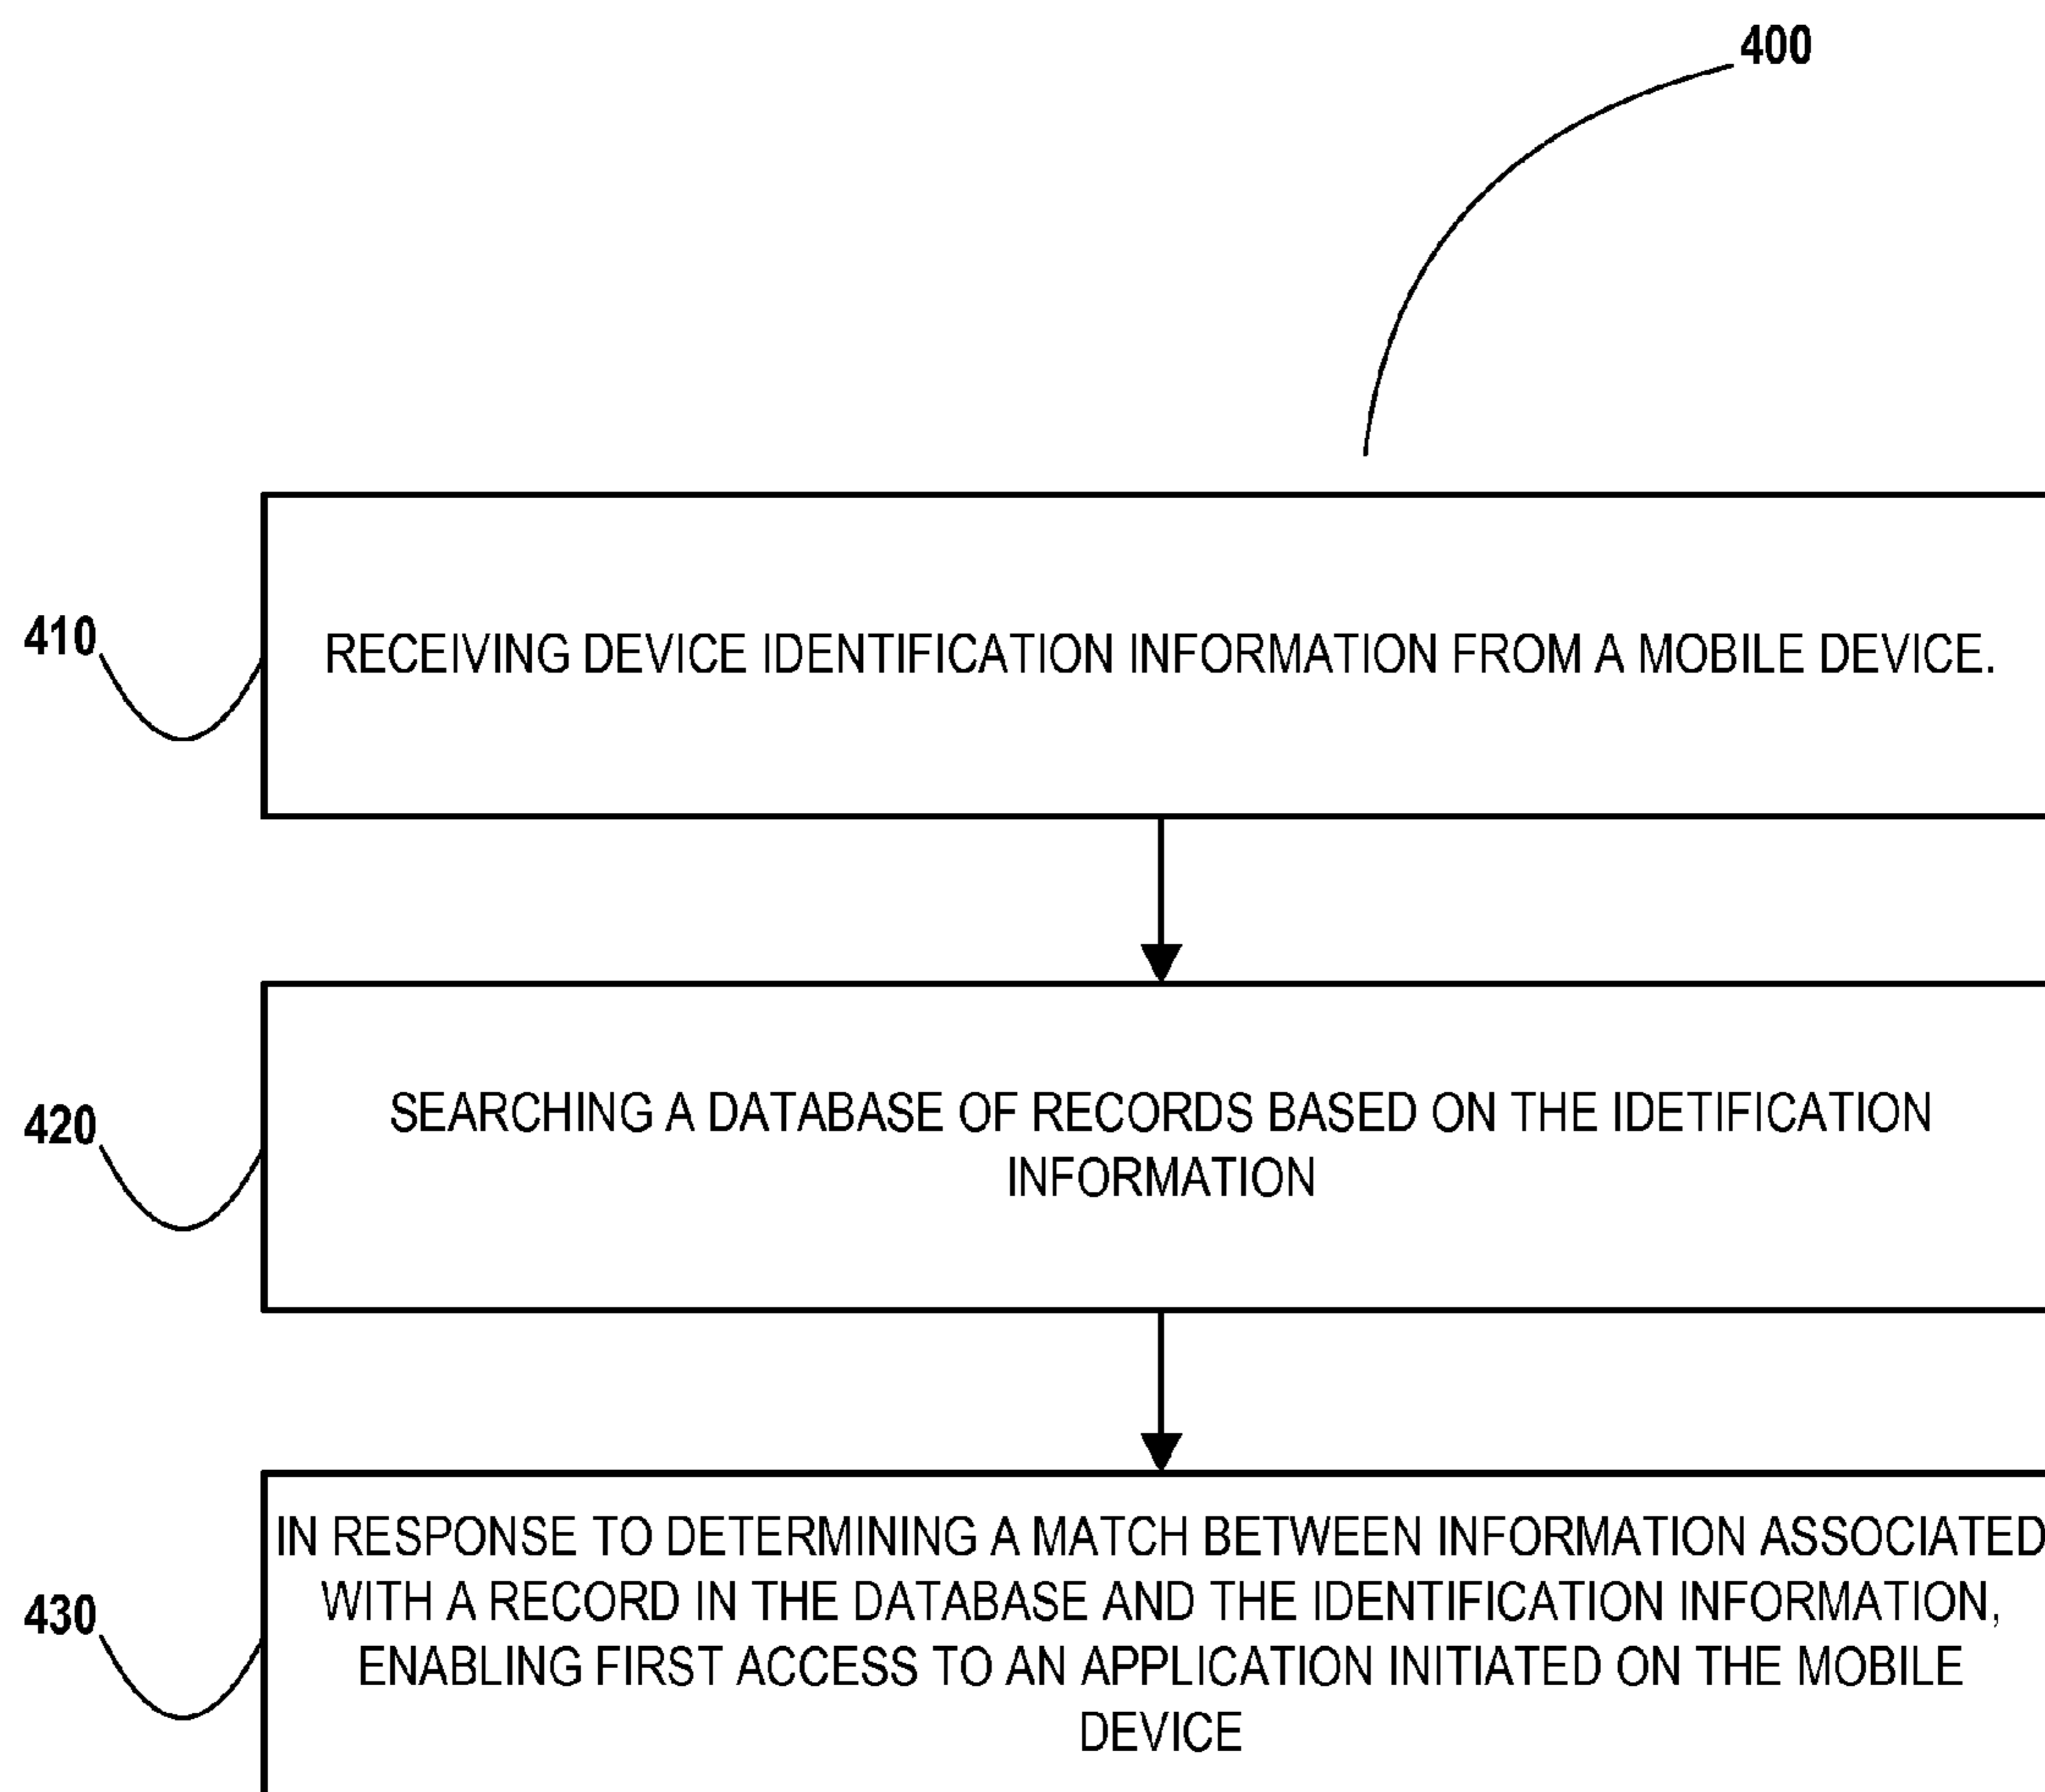 400
410
RECEIVING DEVICE IDENTIFICATION INFORMATION FROM A MOBILE DEVICE.
420
SEARCHING A DATABASE OF RECORDS BASED ON THE IDETIFICATION
INFORMATION
430
IN RESPONSE TO DETERMINING A MATCH BETWEEN INFORMATION ASSOCIATED
WITH A RECORD IN THE DATABASE AND THE IDENTIFICATION INFORMATION,
ENABLING FIRST ACCESS TO AN APPLICATION INITIATED ON THE MOBILE
DEVICE